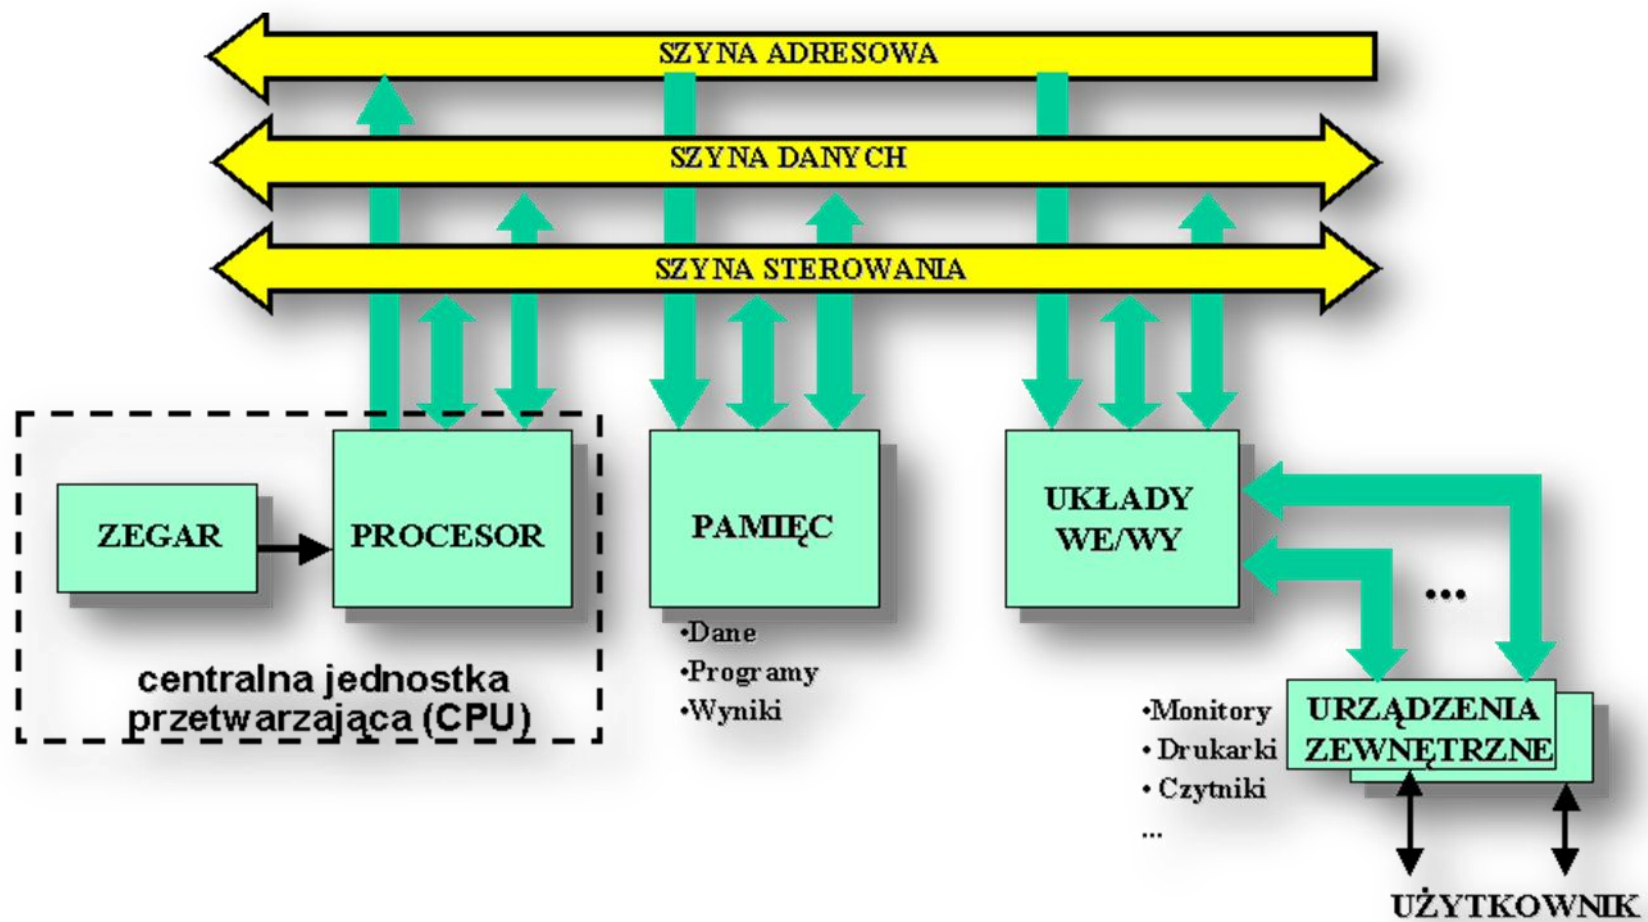 SZYNA ADRESOWA
SZYNA DANYCH
SZYNA STEROWANIA
ZEGAR
PROCESOR
centralna jednostka
przetwarzająca (CPU)
PAMIĘC
•Dane
•Programy
•Wyniki
UKŁADY
WE/WY
...
•Monitory
• Drukarki
• Czytniki
...
URZĄDZENIA
ZEWNĘTRZNE
UŻYTKOWNIK